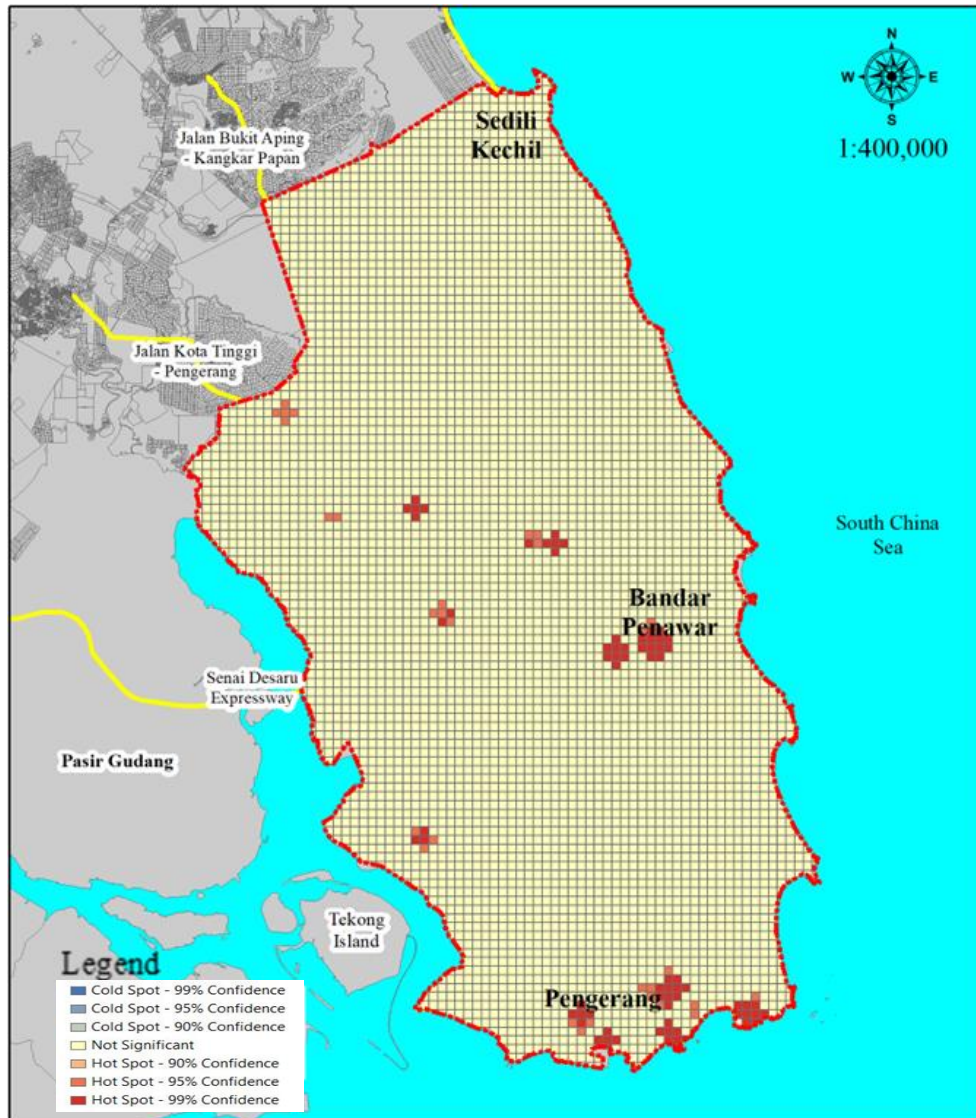 N
W E
S
1:400,000
Sedili
Kechil
Jalan Bukit Aping
- Kangkar Papan
Jalan Kota Tinggi
- Pengerang
South China
Sea
Bandar
Penawar
Senai Desaru
Expressway
Pasir Gudang
Tekong
Island
Pengerang
Legend
Cold Spot - 99% Confidence
Cold Spot - 95% Confidence
Cold Spot - 90% Confidence
Not Significant
Hot Spot - 90% Confidence
Hot Spot - 95% Confidence
Hot Spot - 99% Confidence